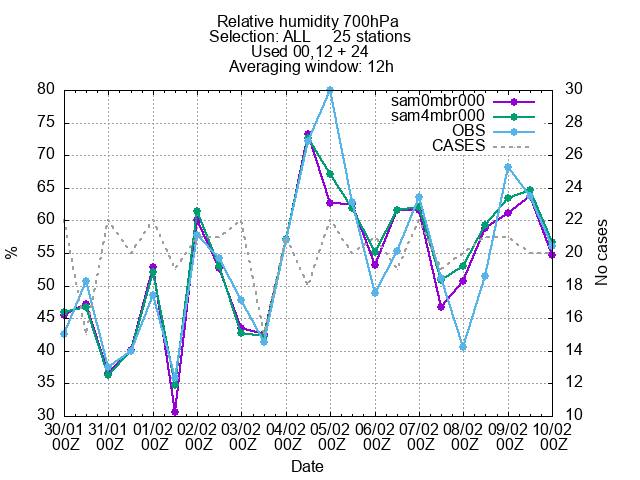 Relative humidity 700hPa
Selection: ALL 25 stations
Used 00,12 + 24
Averaging window: 12h
80 30
sam0mbr000
75 sam4mbr000 28
OBS
70 CASES 26
65 24
60 22
55 20
50 18
45 16
40 14
35 12
30 10
%
No cases
30/01 31/01 01/02 02/02 03/02 04/02 05/02 06/02 07/02 08/02 09/02 10/02
00Z 00Z 00Z 00Z 00Z 00Z 00Z 00Z 00Z 00Z 00Z 00Z
Date